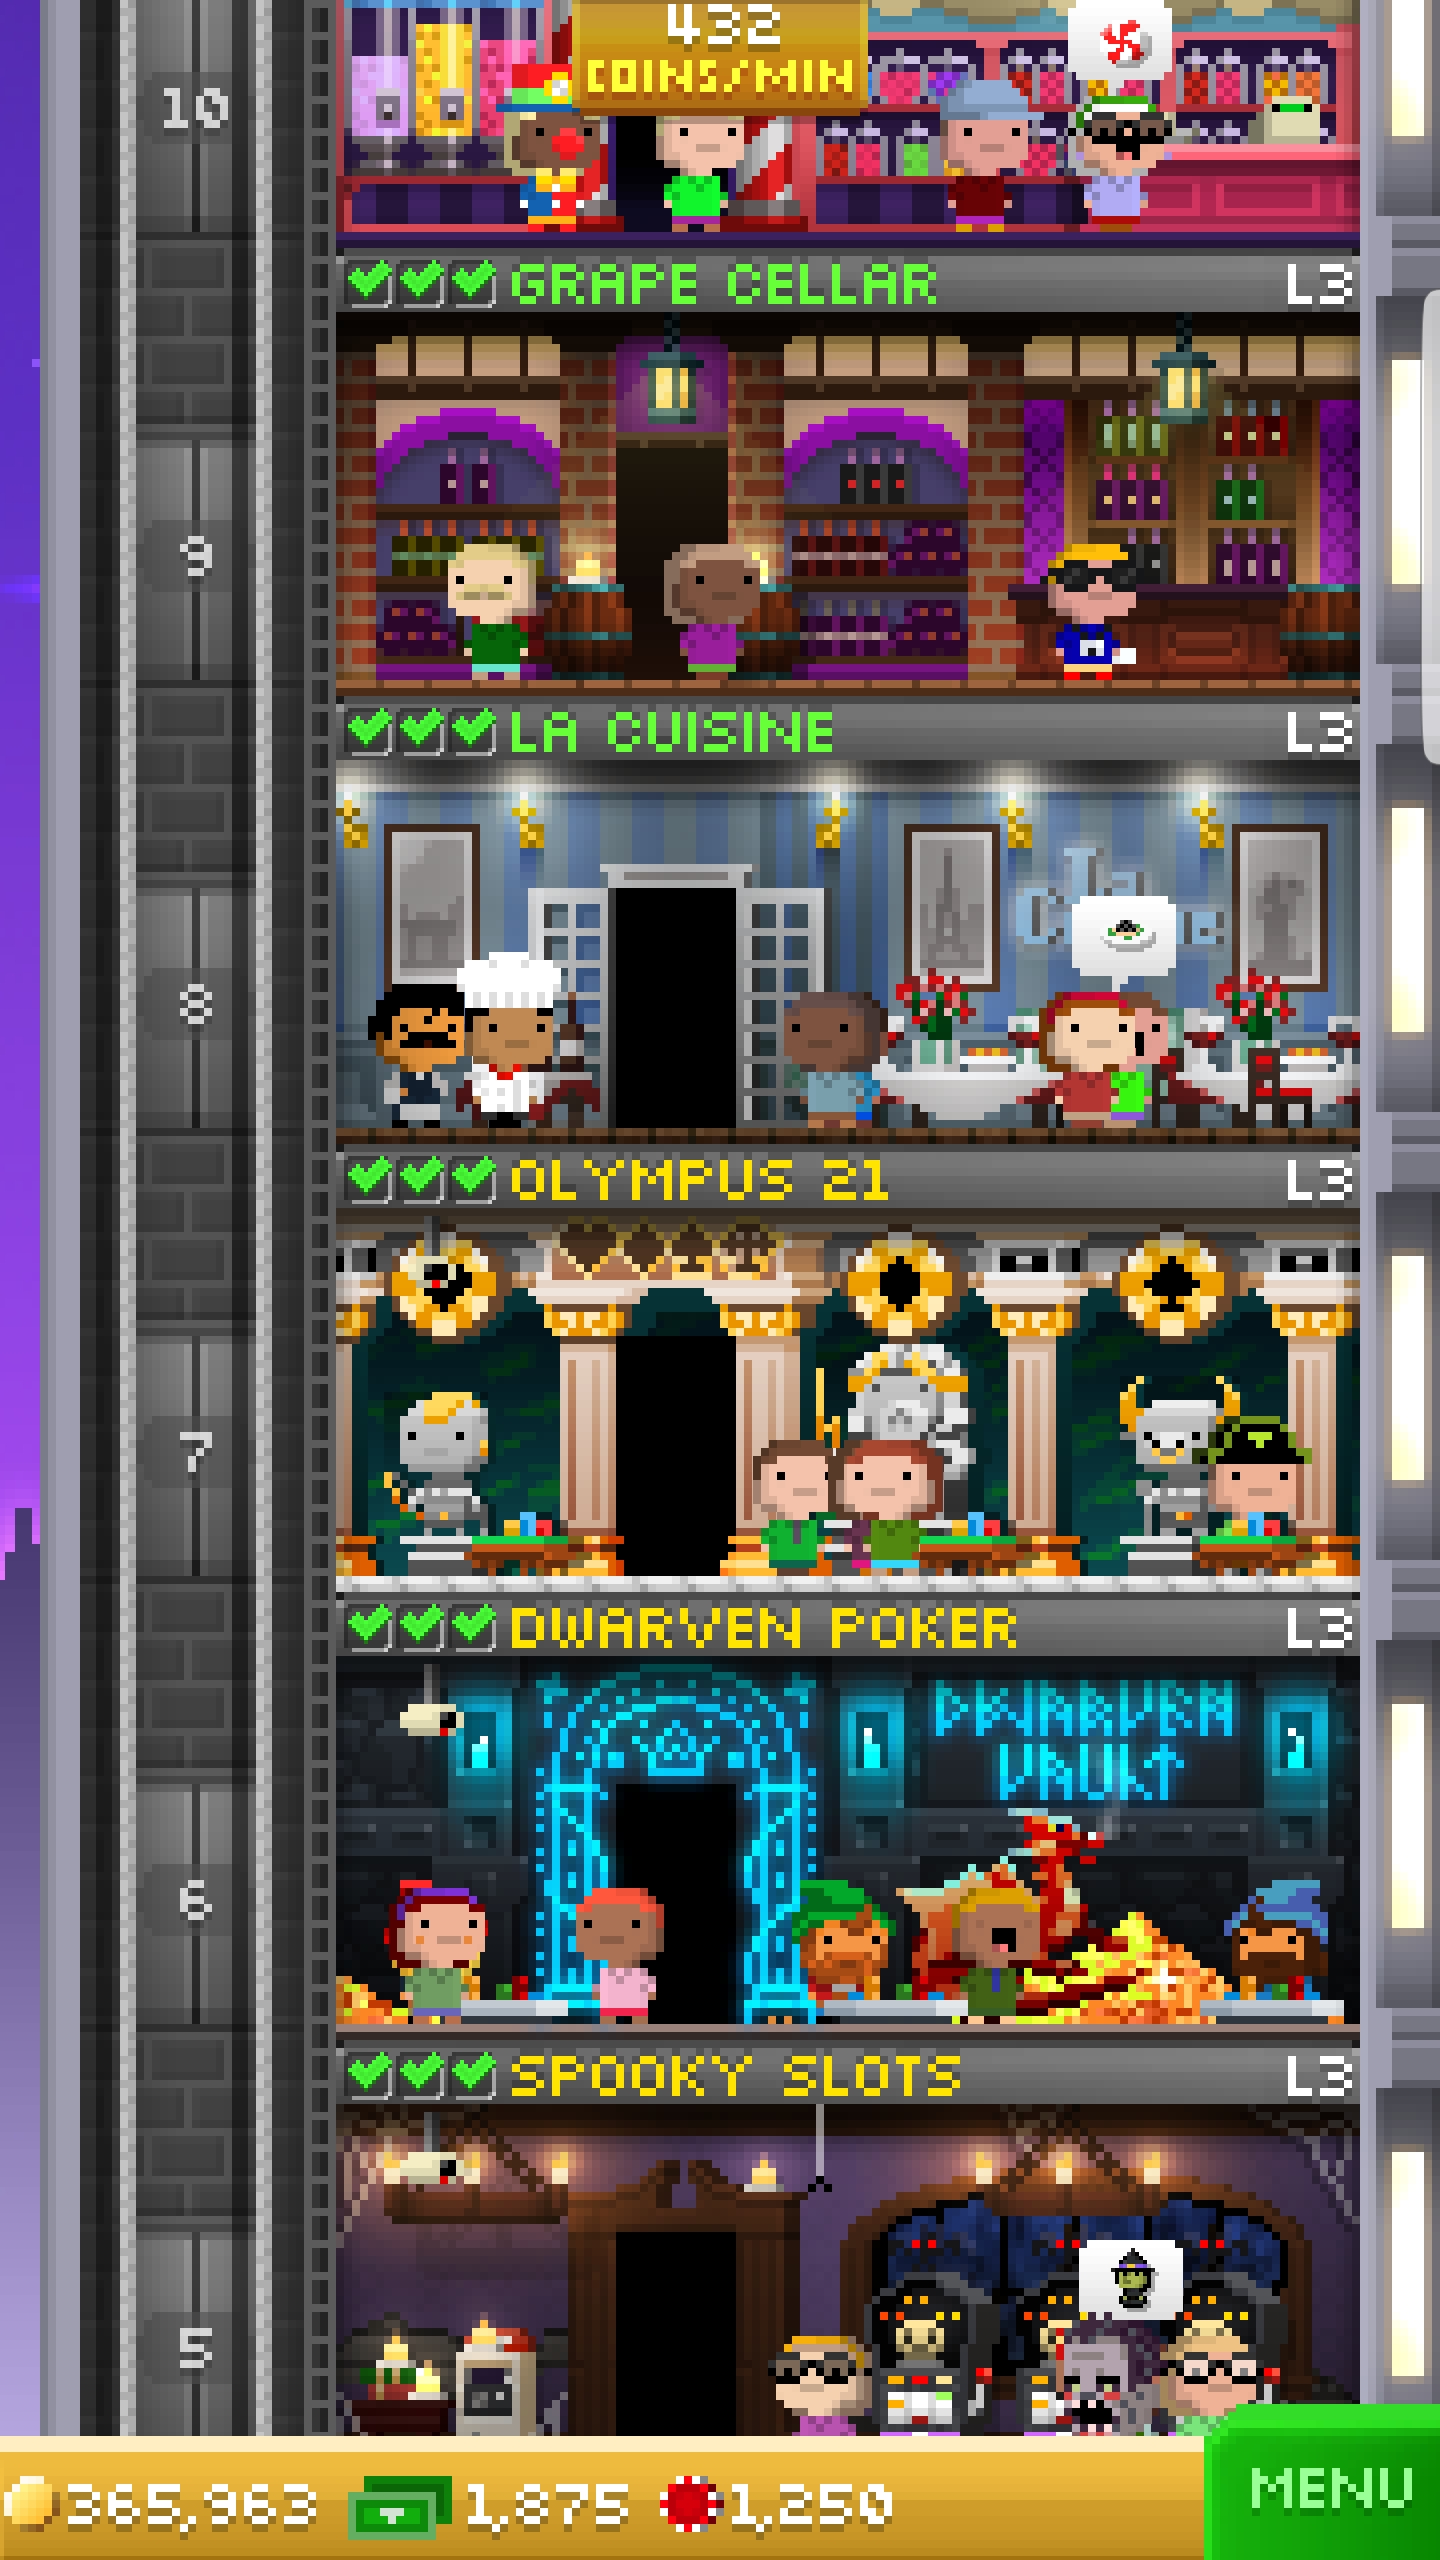 432
COINS/MIN
10
GRAPE CELLAR L3
9
LA CUISINE L3
La
8
OLYMPUS 21 L3
7
DWARVEN POKER L3
DWARVEN
VAULT
6
SPOOKY SLOTS L3
5
365,963 1,875 1,250
MENU